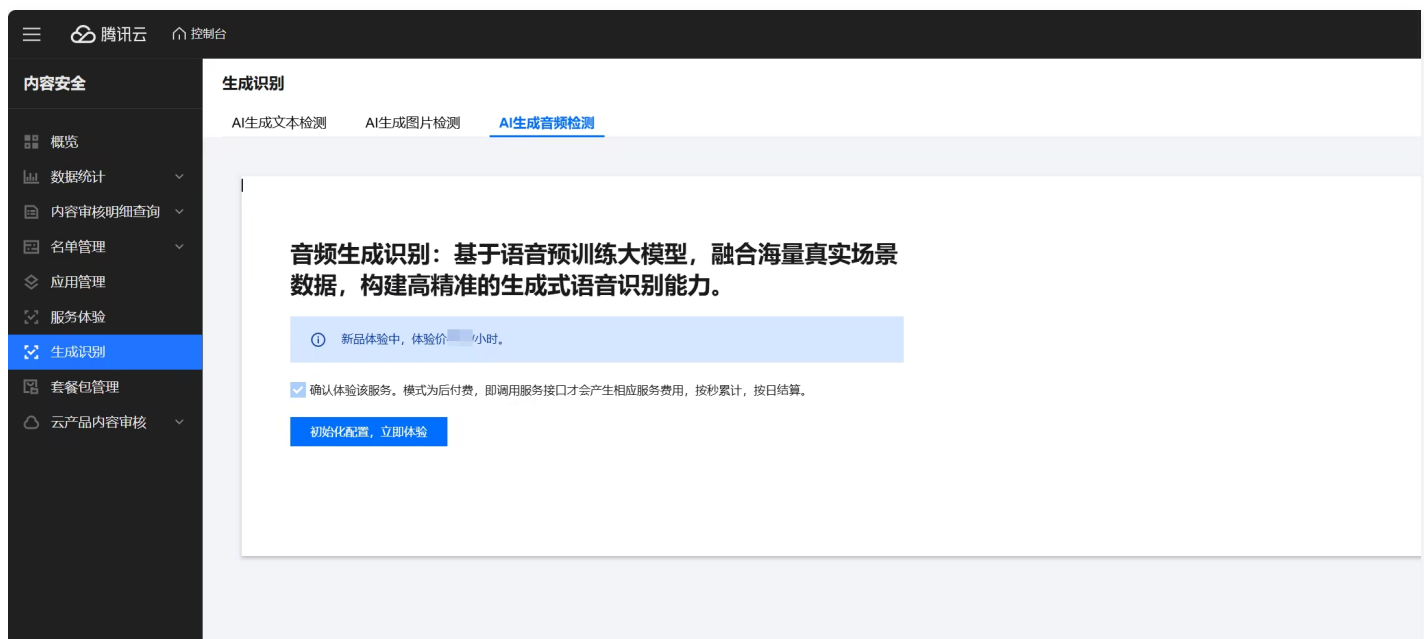 腾讯云
控制台
内容安全
概览
数据统计
内容审核明细查询
名单管理
应用管理
服务体验
生成识别
套餐包管理
云产品内容审核
生成识别
AI生成文本检测
AI生成图片检测
AI生成音频检测
音频生成识别：基于语音预训练大模型，融合海量真实场景
数据，构建高精准的生成式语音识别能力。
新品体验中，体验价 /小时。
确认体验该服务。模式为后付费，即调用服务接口才会产生相应服务费用，按秒累计，按日结算。
初始化配置，立即体验